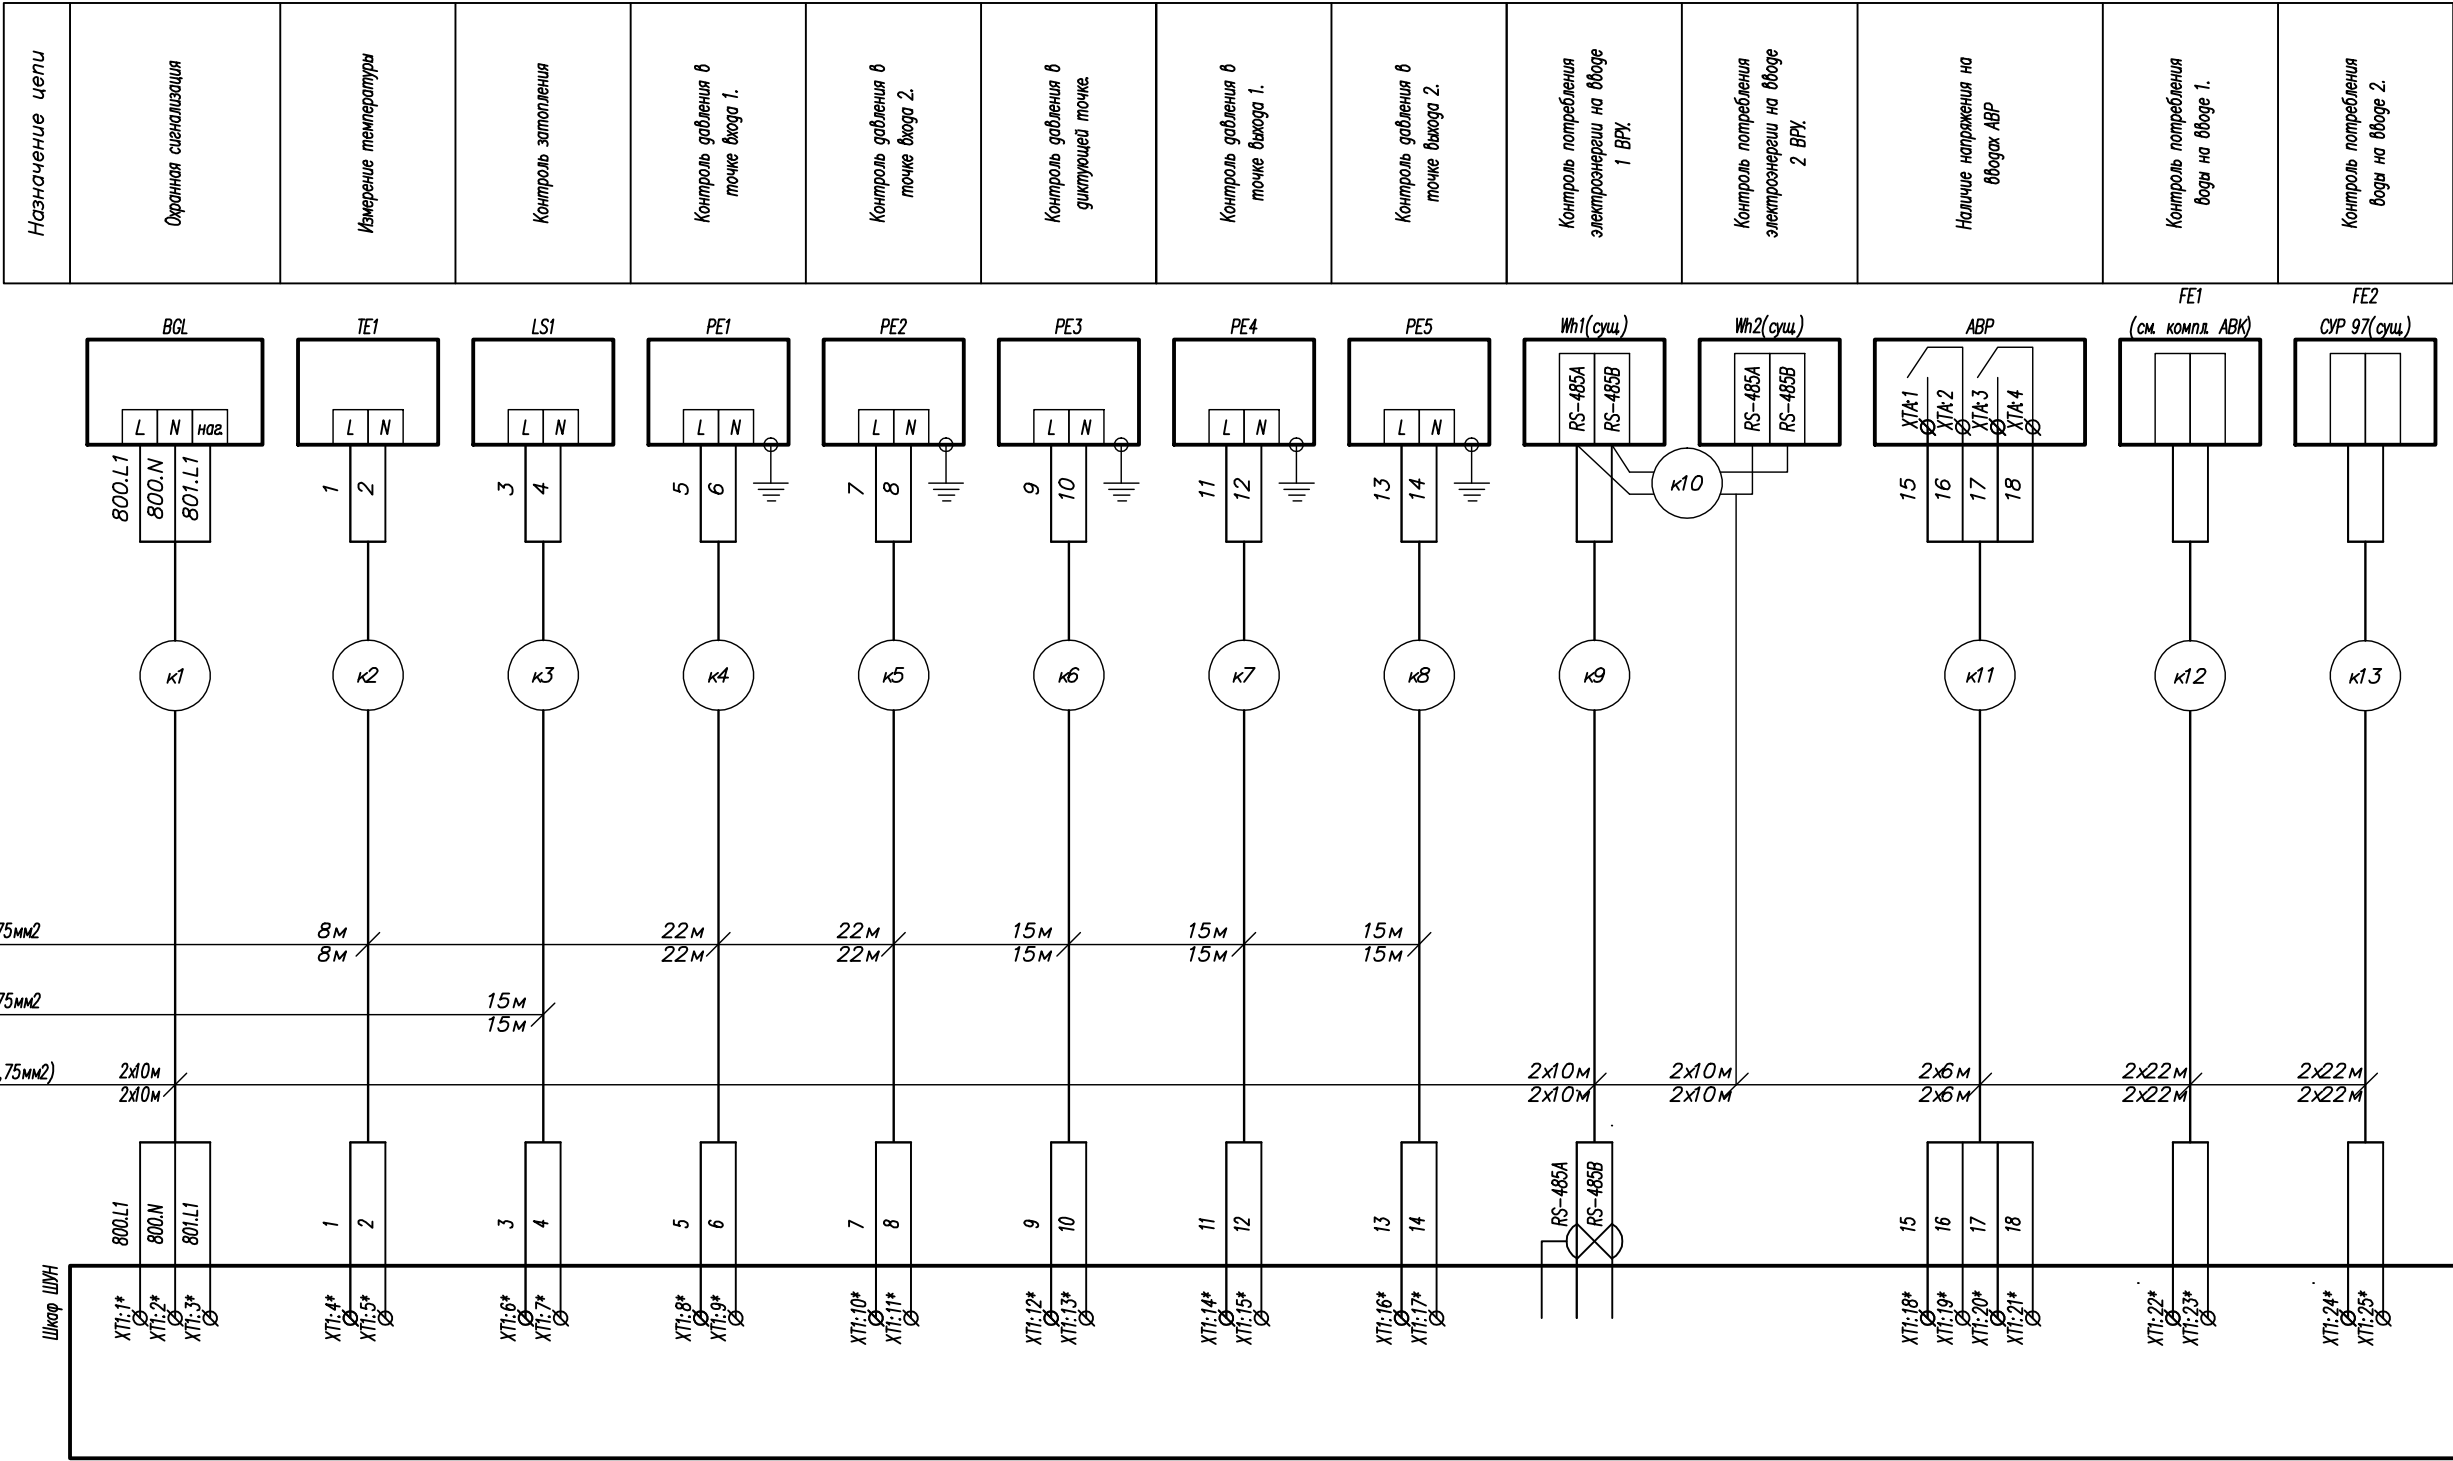 Назначение цепи
Охранная сигнализация
Измерение температуры
Контроль затопления
Контроль давления в
точке входа 1.
Контроль давления в
точке входа 2.
Контроль давления в
диктующей точке.
Контроль давления в
точке выхода 1.
Контроль давления в
точке выхода 2.
Контроль потребления
электроэнергии на вводе
1 ВРУ.
Контроль потребления
электроэнергии на вводе
2 ВРУ.
Наличие напряжения на
вводах АВР
Контроль потребления
воды на вводе 1.
Контроль потребления
воды на вводе 2.
BGL
TE1
LS1
PE1
PE2
PE3
PE4
PE5
Wh1(сущ.)
Wh2(сущ.)
АВР
FE1
(см. компл. АВК)
FE2
СУР 97(сущ.)
L N наг.
L N
L N
L N
L N
L N
L N
L N
RS-485A
RS-485B
RS-485A
RS-485B
XTA:1
XTA:2
XTA:3
XTA:4
800.L1
800.N
801.L1
1
2
3
4
5
6
7
8
9
10
11
12
13
14
к10
15
16
17
18
к1
к2
к3
к4
к5
к6
к7
к8
к9
к11
к12
к13
75мм2
8м
8м
22м
22м
22м
22м
15м
15м
15м
15м
15м
15м
75мм2
15м
15м
,75мм2)
2х10м
2х10м
2х10м
2х10м
2х10м
2х10м
2х6м
2х6м
2х22м
2х22м
2х22м
2х22м
800.L1
800.N
801.L1
1
2
3
4
5
6
7
8
9
10
11
12
13
14
RS-485A
RS-485B
15
16
17
18
Шкаф ШУН
XT1:1*
XT1:2*
XT1:3*
XT1:4*
XT1:5*
XT1:6*
XT1:7*
XT1:8*
XT1:9*
XT1:10*
XT1:11*
XT1:12*
XT1:13*
XT1:14*
XT1:15*
XT1:16*
XT1:17*
XT1:18*
XT1:19*
XT1:20*
XT1:21*
XT1:22*
XT1:23*
XT1:24*
XT1:25*